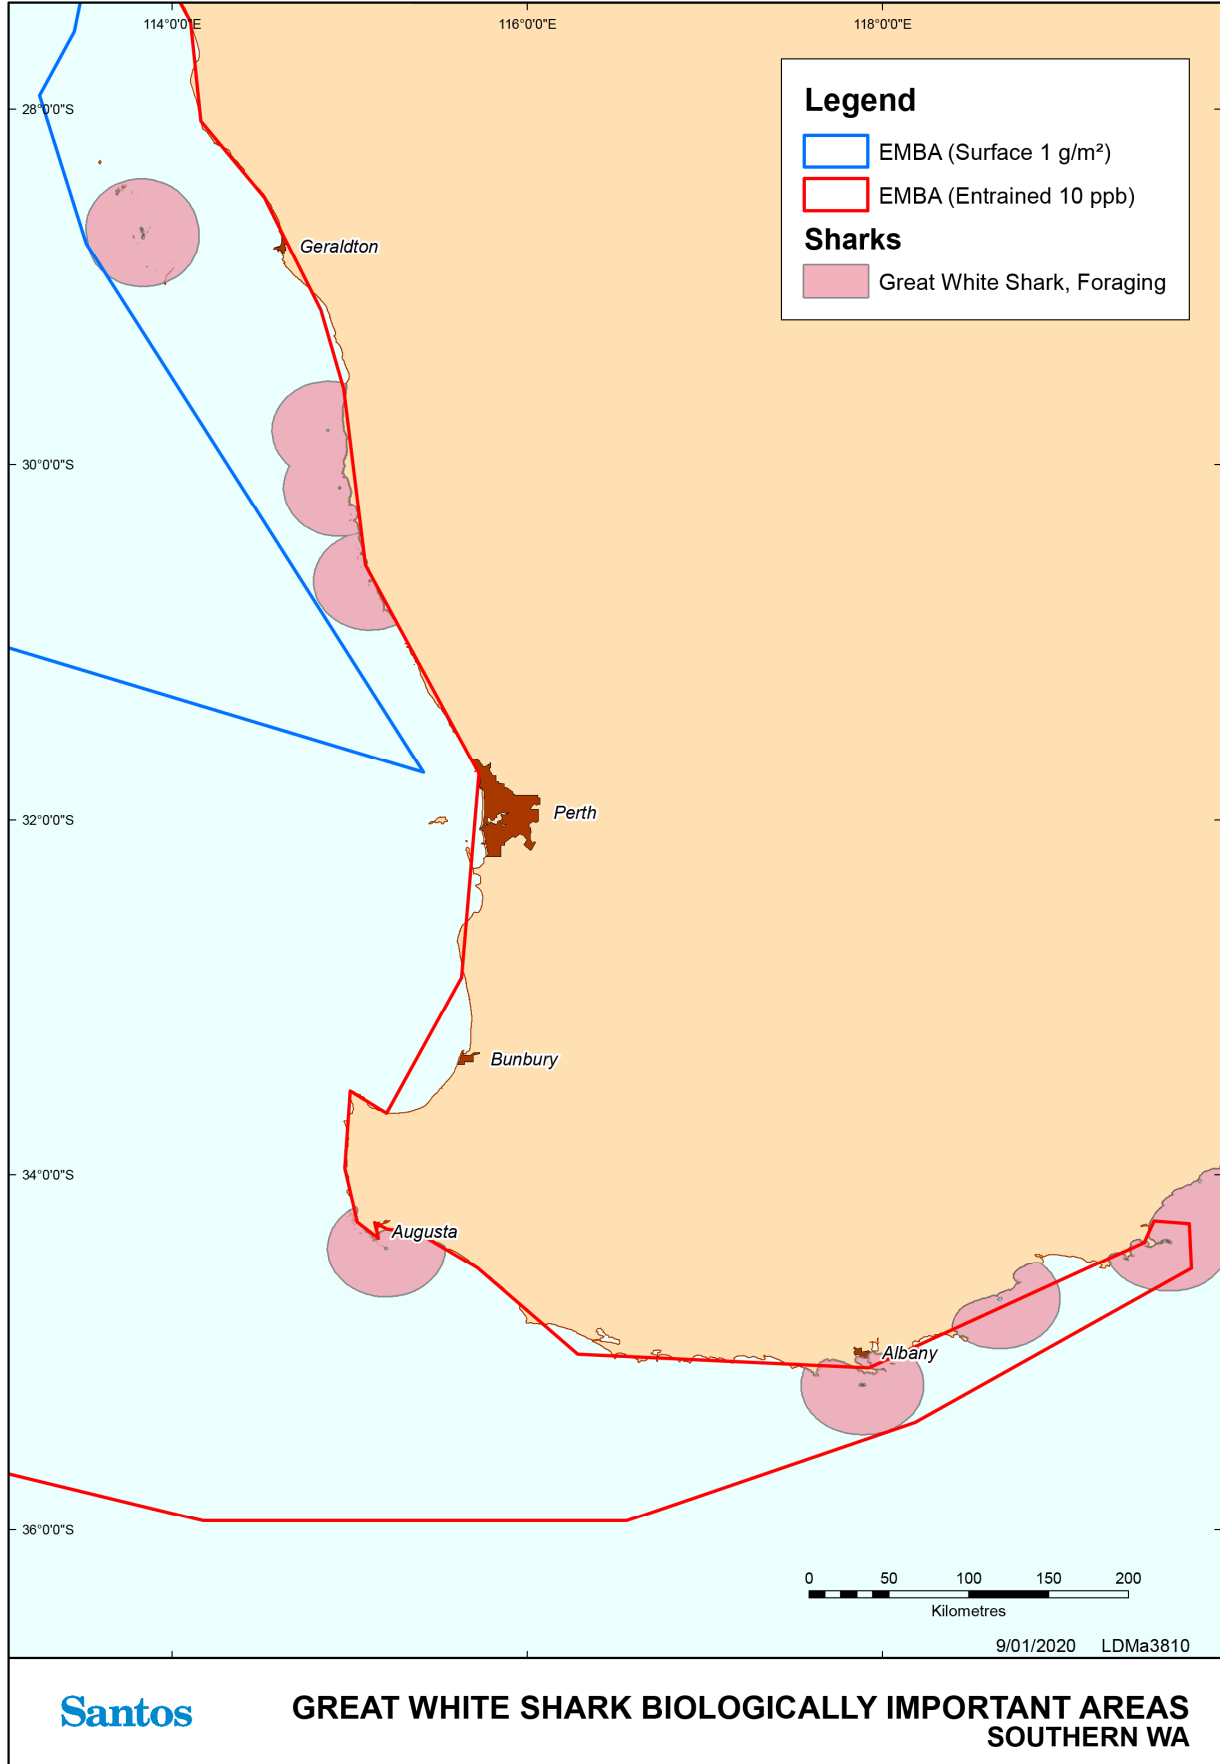 114°0'0"E
116°0'0"E
118°0'0"E
28°0'0"S
30°0'0"S
32°0'0"S
34°0'0"S
36°0'0"S
Legend
EMBA (Surface 1 g/m²)
EMBA (Entrained 10 ppb)
Sharks
Great White Shark, Foraging
Geraldton
Perth
Bunbury
Augusta
Albany
0 50 100 150 200
Kilometres
9/01/2020 LDMa3810
Santos
GREAT WHITE SHARK BIOLOGICALLY IMPORTANT AREAS
SOUTHERN WA